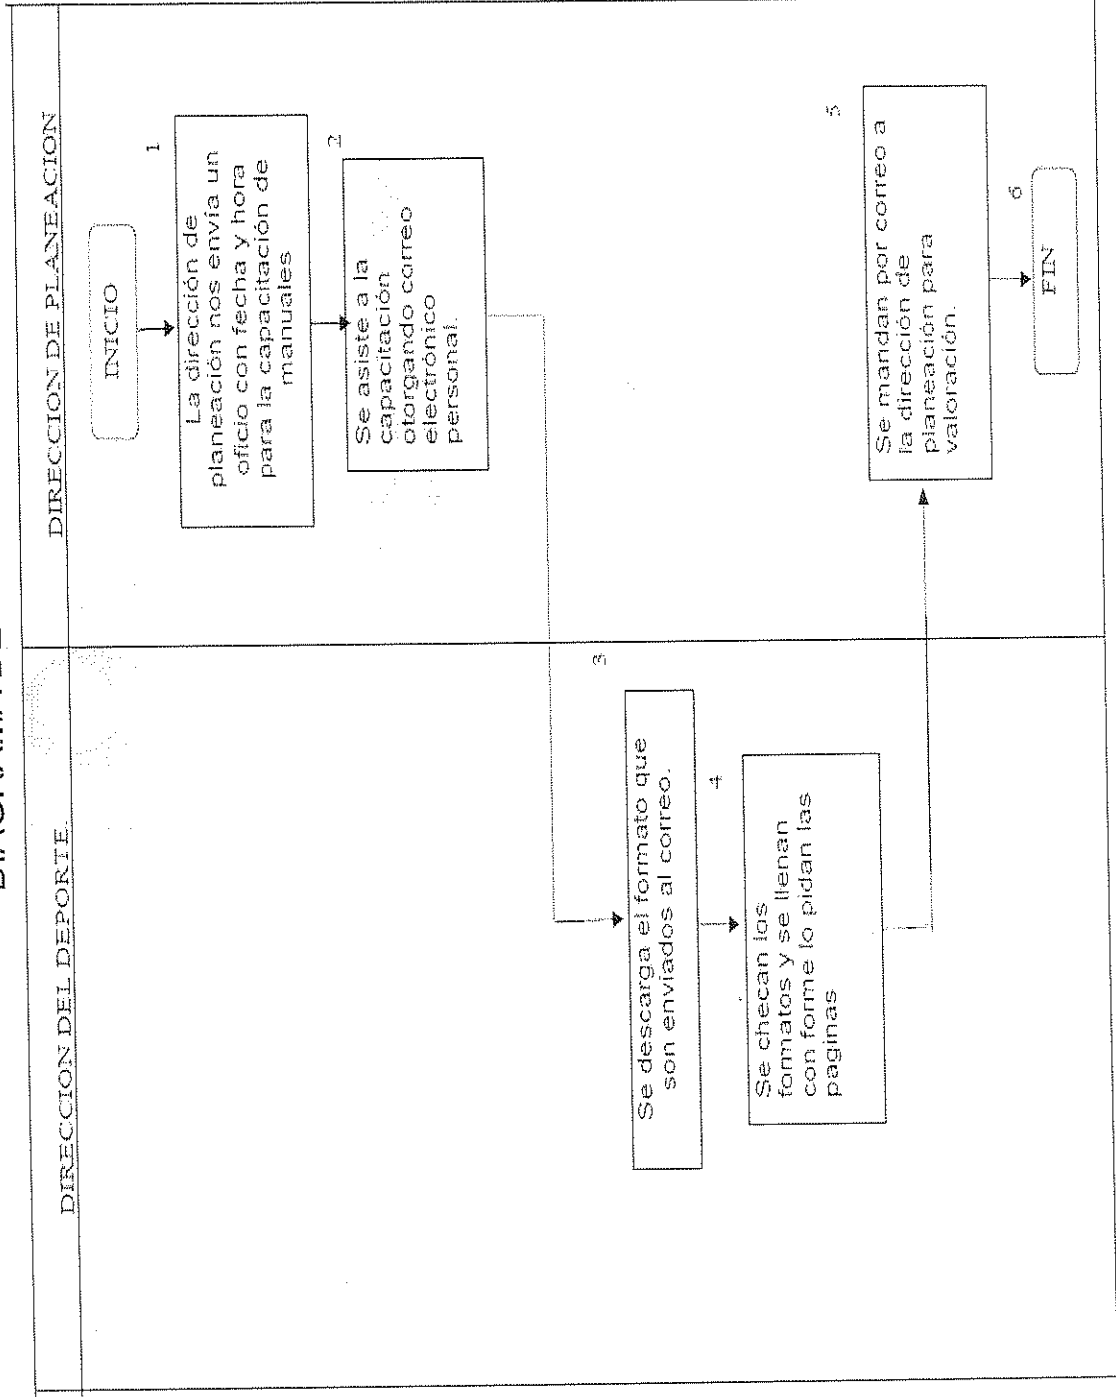 DIRECCION DEL DEPORTE.
DIRECCION DE PLANEACION
INICIO
1
La dirección de
planeación nos envía un
oficio con fecha y hora
para la capacitación de
manuales
2
Se asiste a la
capacitación
otorgando correo
electrónico
personal.
3
Se descarga el formato que
son enviados al correo.
4
Se checan los
formatos y se llenan
con forme lo pidan las
paginas
5
Se mandan por correo a
la dirección de
planeación para
valoración.
6
FIN